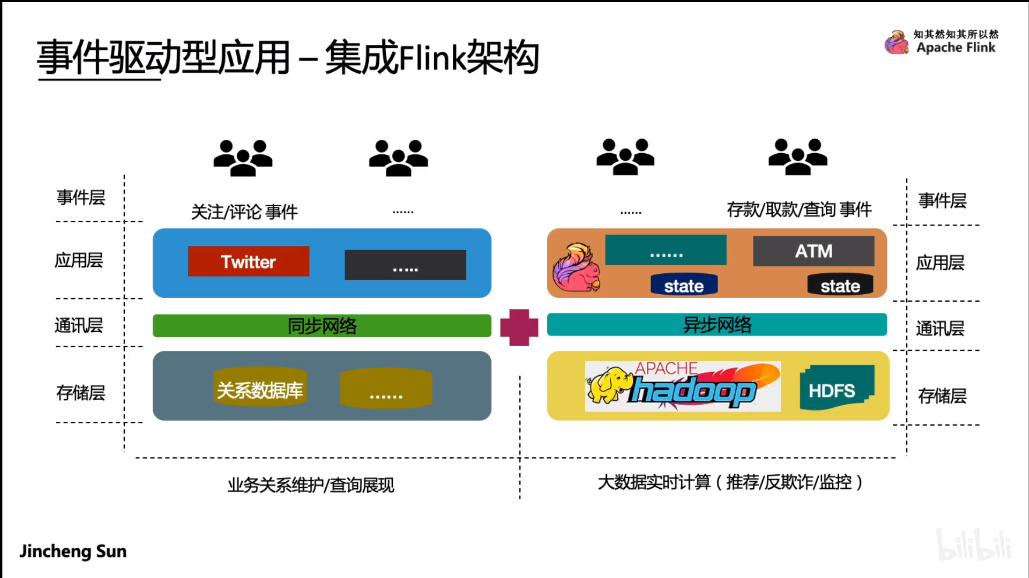 事件驱动型应用 – 集成Flink架构
知其然知其所以然
Apache Flink
事件层
关注/评论 事件
......
......
存款/取款/查询 事件
事件层
应用层
Twitter
.....
......
ATM
state
state
应用层
通讯层
同步网络
异步网络
通讯层
存储层
关系数据库
......
APACHE
hadoop
HDFS
存储层
业务关系维护/查询展现
大数据实时计算（推荐/反欺诈/监控）
Jincheng Sun
bilibili